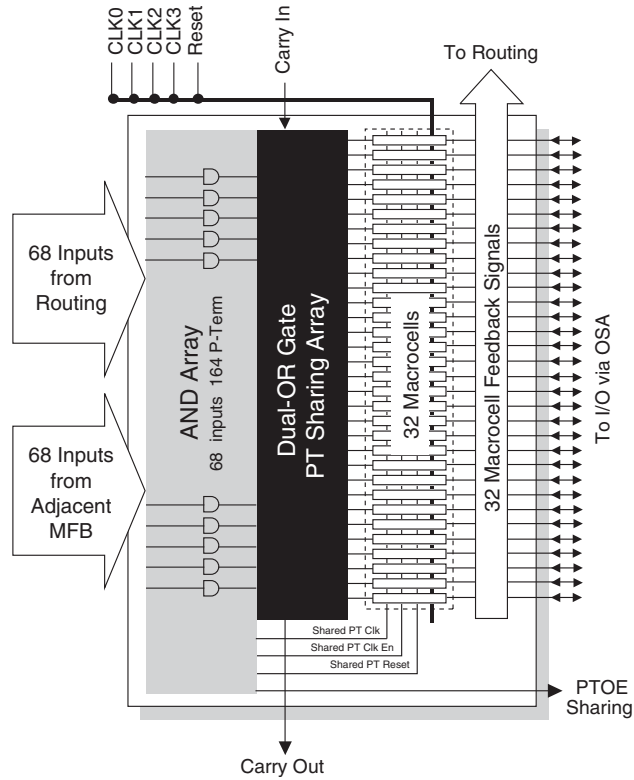 CLK0
CLK1
CLK2
CLK3
Reset
Carry In
To Routing
68 Inputs
from
Routing
68 Inputs
from
Adjacent
MFB
AND Array
68 inputs 164 P-Term
Dual-OR Gate
PT Sharing Array
32 Macrocells
32 Macrocell Feedback Signals
To I/O via OSA
Shared PT Clk
Shared PT Clk En
Shared PT Reset
PTOE
Sharing
Carry Out